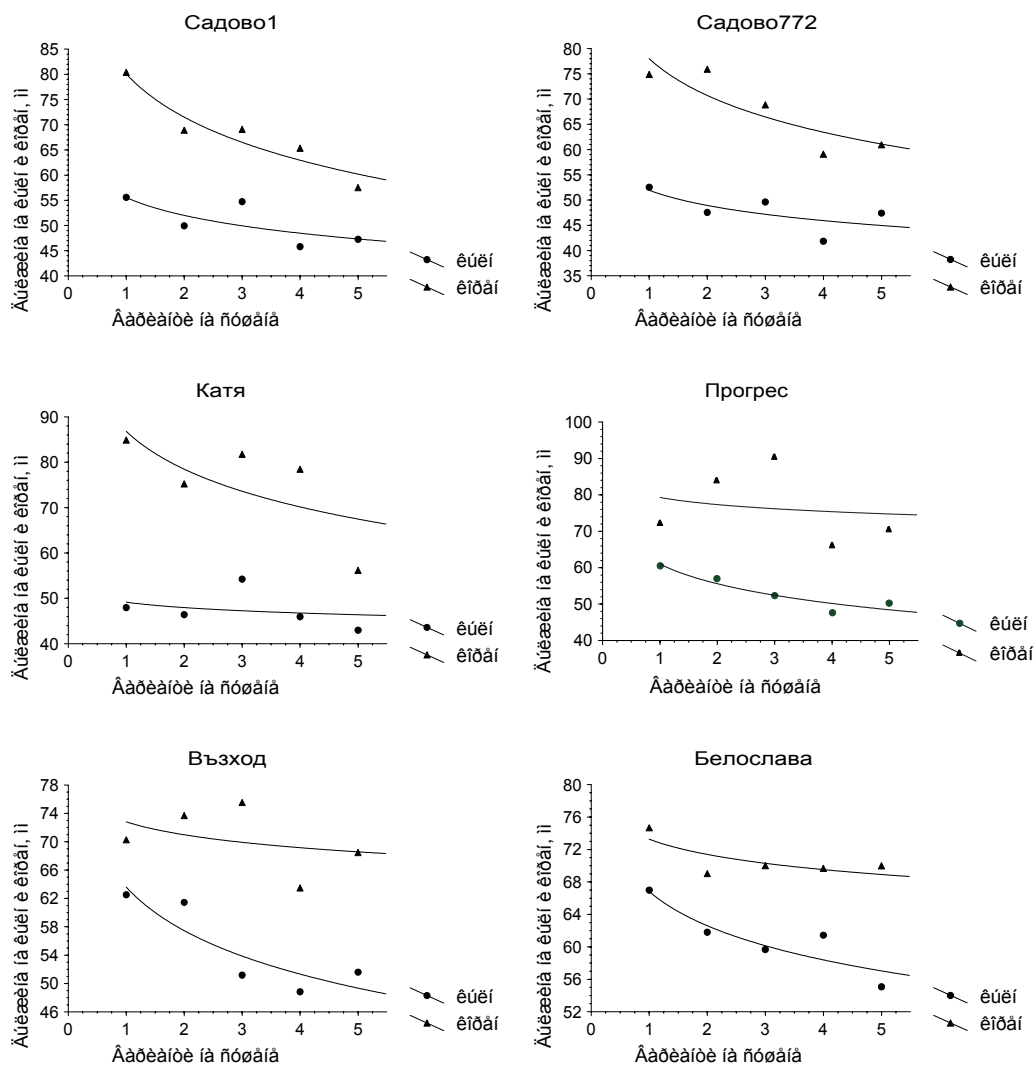 Садово1
85
80
75
70
65
60
55
50
45
40
0 1 2 3 4 5
Äúëæèíà íà êúëí è êîðåí, ìì
Âàðèàíòè íà ñóøåíå
êúëí
êîðåí
Садово772
80
75
70
65
60
55
50
45
40
35
0 1 2 3 4 5
Äúëæèíà íà êúëí è êîðåí, ìì
Âàðèàíòè íà ñóøåíå
êúëí
êîðåí
Катя
90
80
70
60
50
40
0 1 2 3 4 5
Äúëæèíà íà êúëí è êîðåí, ìì
Âàðèàíòè íà ñóøåíå
êúëí
êîðåí
Прогрес
100
90
80
70
60
50
40
0 1 2 3 4 5
Äúëæèíà íà êúëí è êîðåí, ìì
Âàðèàíòè íà ñóøåíå
êúëí
êîðåí
Възход
78
74
70
66
62
58
54
50
46
0 1 2 3 4 5
Äúëæèíà íà êúëí è êîðåí, ìì
Âàðèàíòè íà ñóøåíå
êúëí
êîðåí
Белослава
80
76
72
68
64
60
56
52
0 1 2 3 4 5
Äúëæèíà íà êúëí è êîðåí, ìì
Âàðèàíòè íà ñóøåíå
êúëí
êîðåí